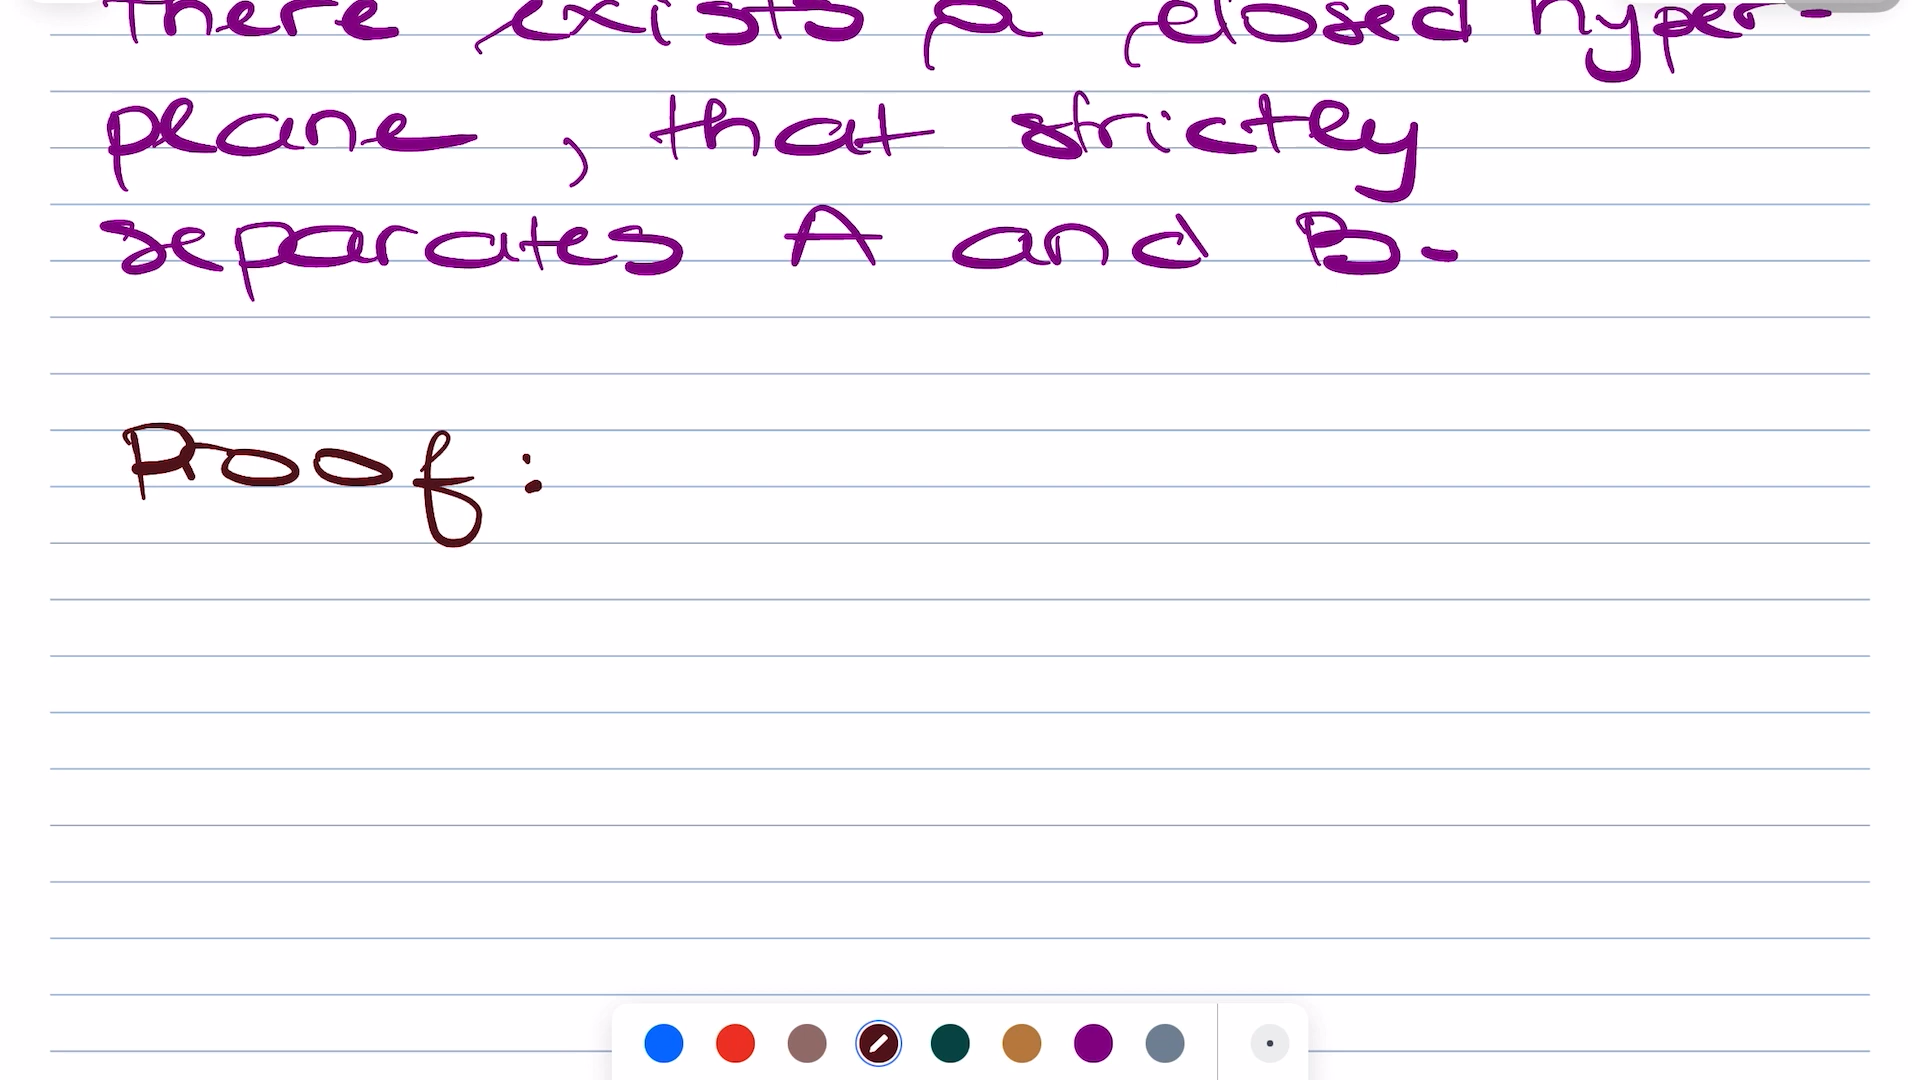 there exists a closed hyper-
plane, that strictly
separates A and B.
Proof: